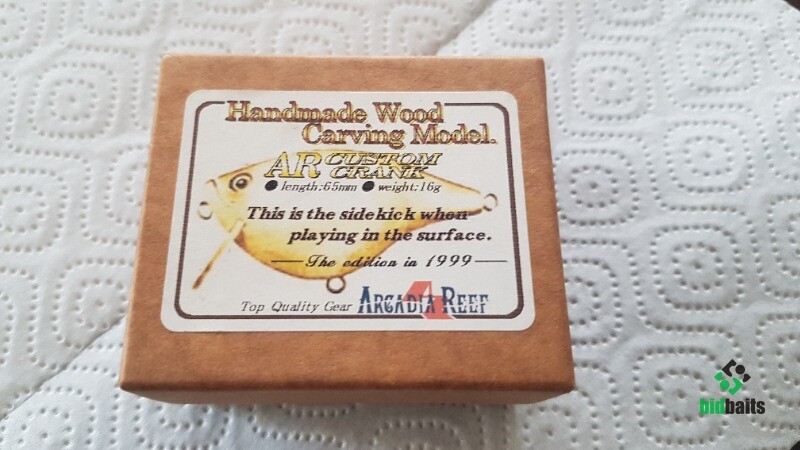 Handmade Wood
Carving Model.
AR CUSTOM
CRANK
● length:65mm ● weight:16g
This is the sidekick when
playing in the surface.
The edition in 1999
Top Quality Gear ARCADIA REEF
bidbaits